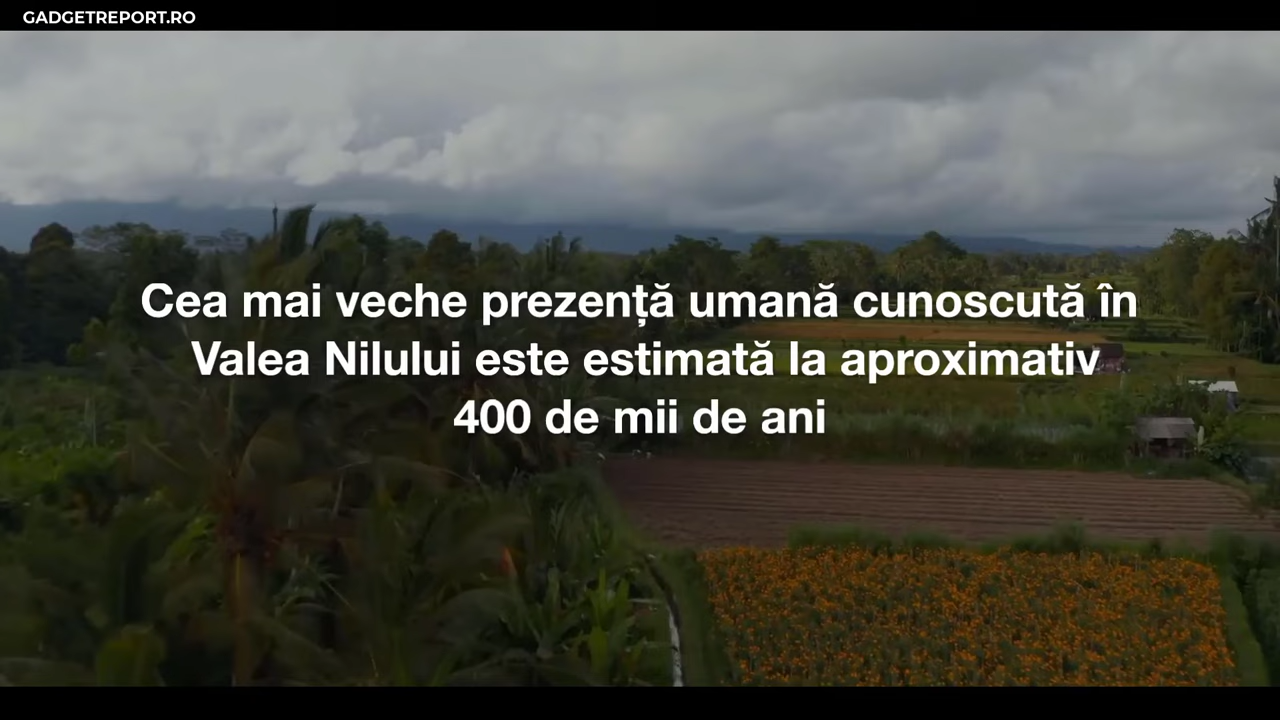 GADGETREPORT.RO
Cea mai veche prezență umană cunoscută în
Valea Nilului este estimată la aproximativ
400 de mii de ani